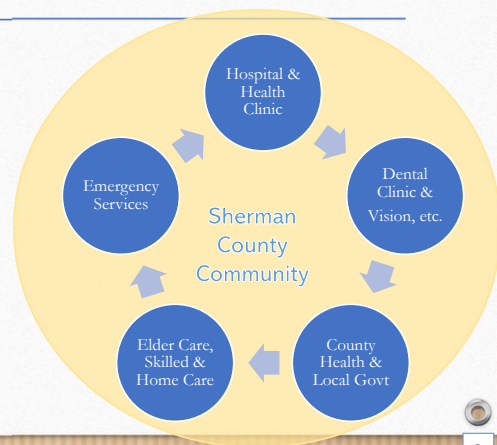 Hospital &
Health
Clinic
Dental
Clinic &
Vision, etc.
Emergency
Services
Sherman
County
Community
Elder Care,
Skilled &
Home Care
County
Health &
Local Govt